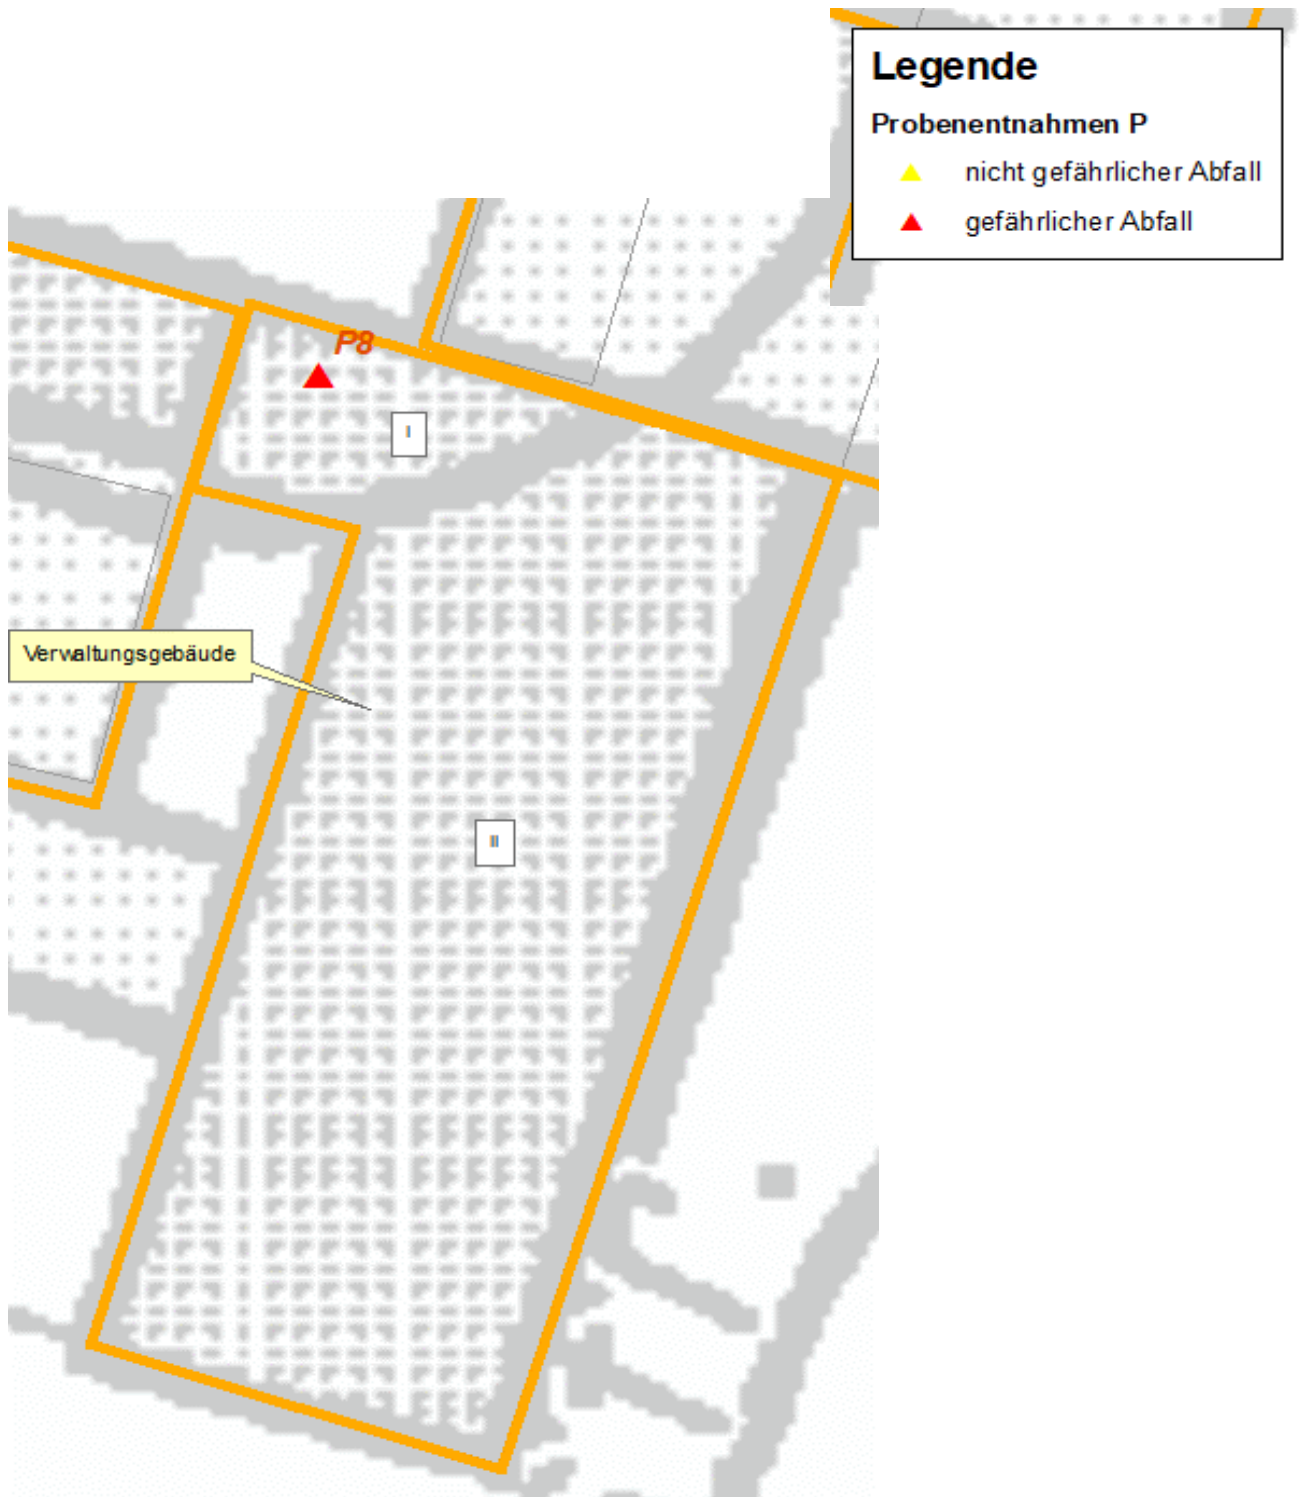 Legende
Probenentnahmen P
nicht gefährlicher Abfall
gefährlicher Abfall
P8
I
Verwaltungsgebäude
II